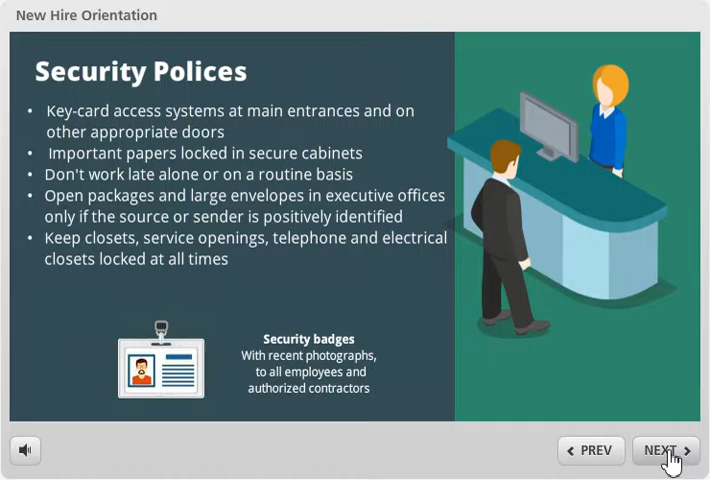 New Hire Orientation
Security Polices
• Key-card access systems at main entrances and on
other appropriate doors
• Important papers locked in secure cabinets
• Don't work late alone or on a routine basis
• Open packages and large envelopes in executive offices
only if the source or sender is positively identified
• Keep closets, service openings, telephone and electrical
closets locked at all times
Security badges
With recent photographs,
to all employees and
authorized contractors
PREV
NEXT